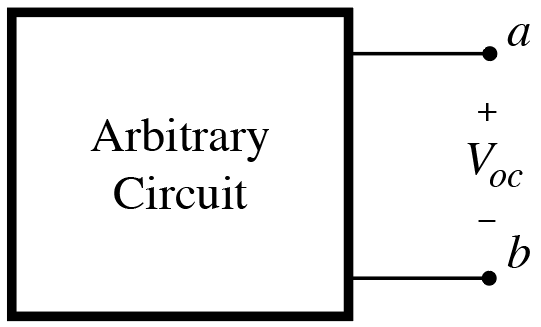 a
Arbitrary
Circuit
+
Voc
−
b